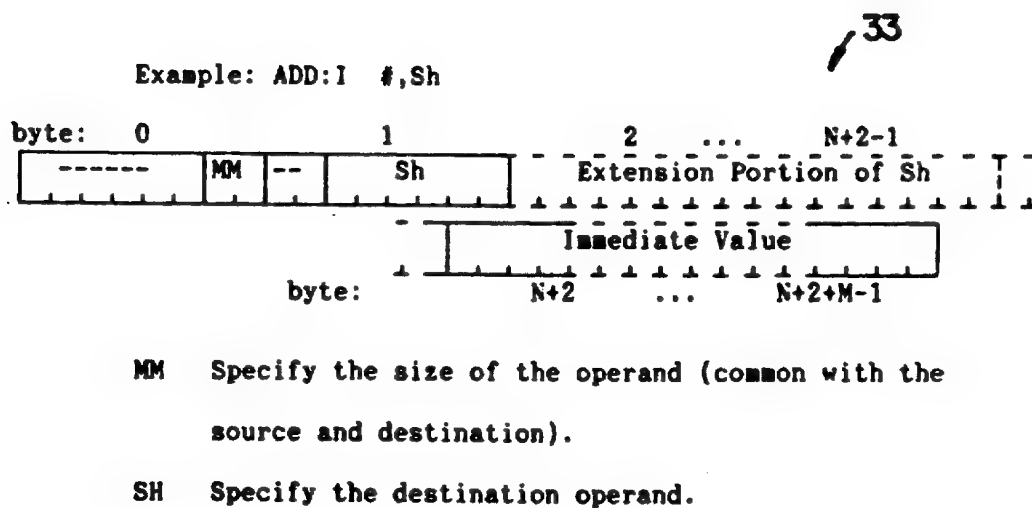 33
Example: ADD:I #,Sh
byte: 0 1 2 ... N+2-1
------ MM -- Sh Extension Portion of Sh
Immediate Value
byte: N+2 ... N+2+M-1
MM Specify the size of the operand (common with the
source and destination).
SH Specify the destination operand.